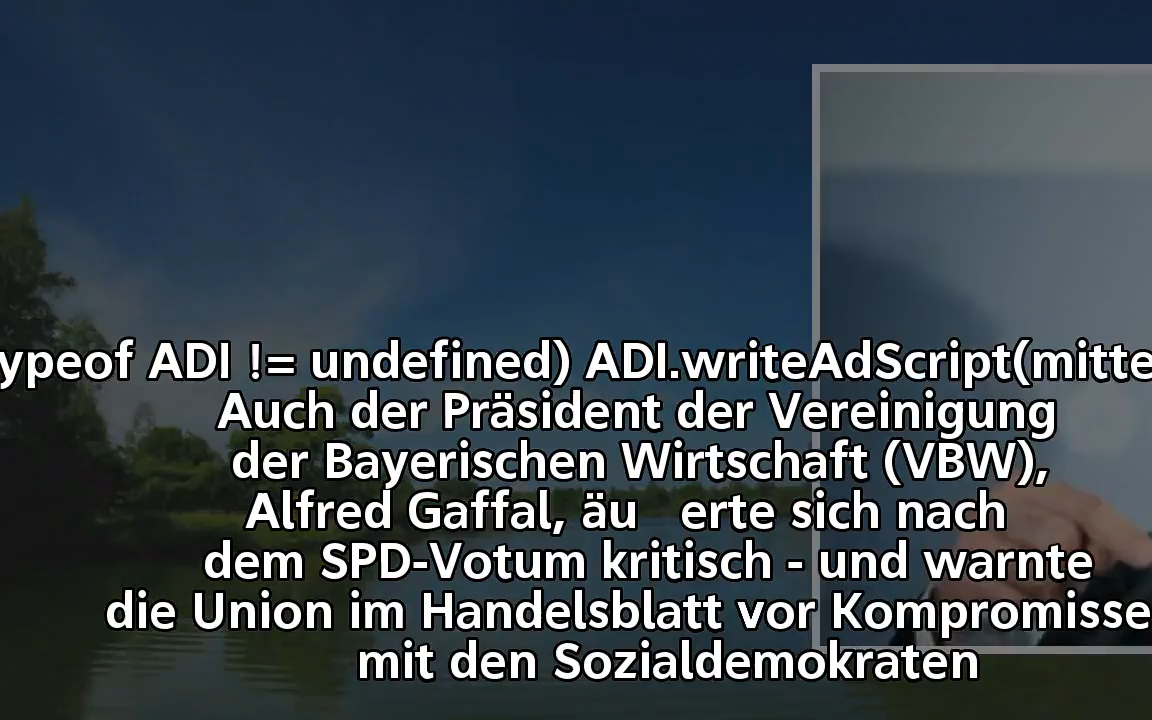 ypeof ADI != undefined) ADI.writeAdScript(mitte
Auch der Präsident der Vereinigung
der Bayerischen Wirtschaft (VBW),
Alfred Gaffal, äu erte sich nach
dem SPD-Votum kritisch - und warnte
die Union im Handelsblatt vor Kompromisse
mit den Sozialdemokraten